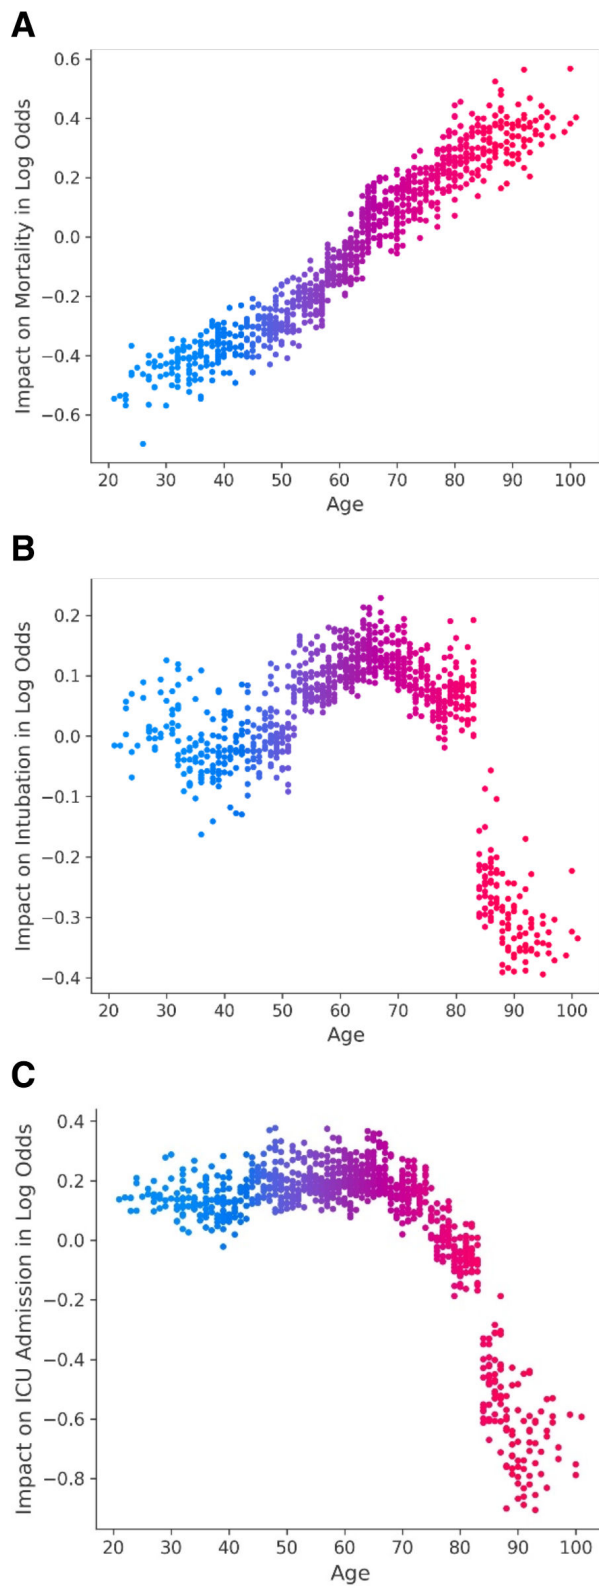 A
Impact on Mortality in Log Odds
0.6
0.4
0.2
0.0
−0.2
−0.4
−0.6
20 30 40 50 60 70 80 90 100
Age
B
Impact on Intubation in Log Odds
0.2
0.1
0.0
−0.1
−0.2
−0.3
−0.4
20 30 40 50 60 70 80 90 100
Age
C
Impact on ICU Admission in Log Odds
0.4
0.2
0.0
−0.2
−0.4
−0.6
−0.8
20 30 40 50 60 70 80 90 100
Age